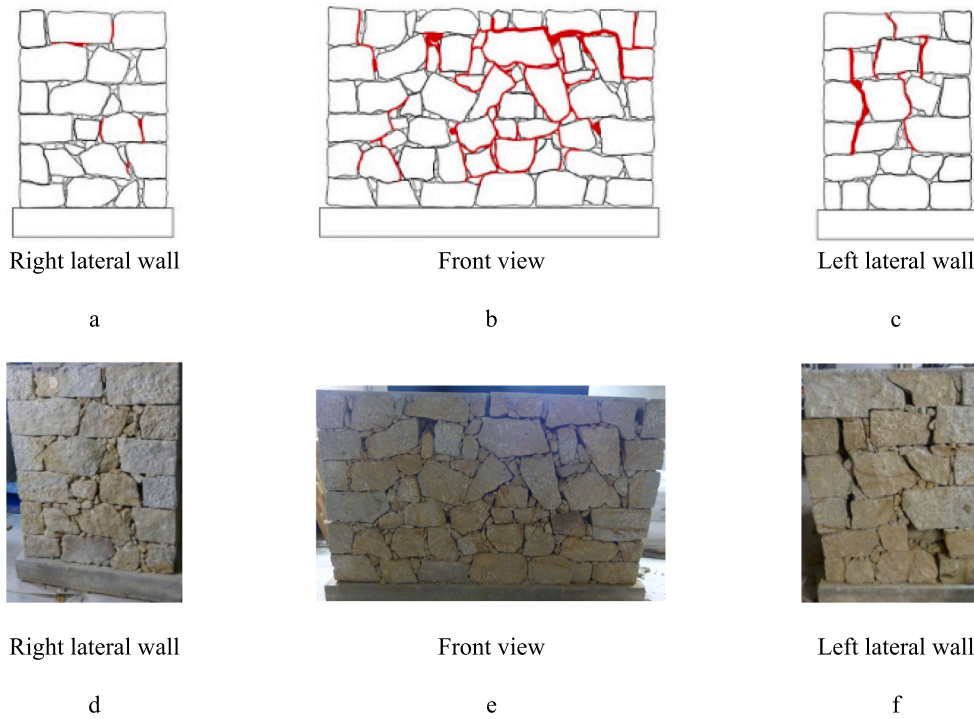 Right lateral wall
Front view
Left lateral wall
a
b
c
Right lateral wall
Front view
Left lateral wall
d
e
f